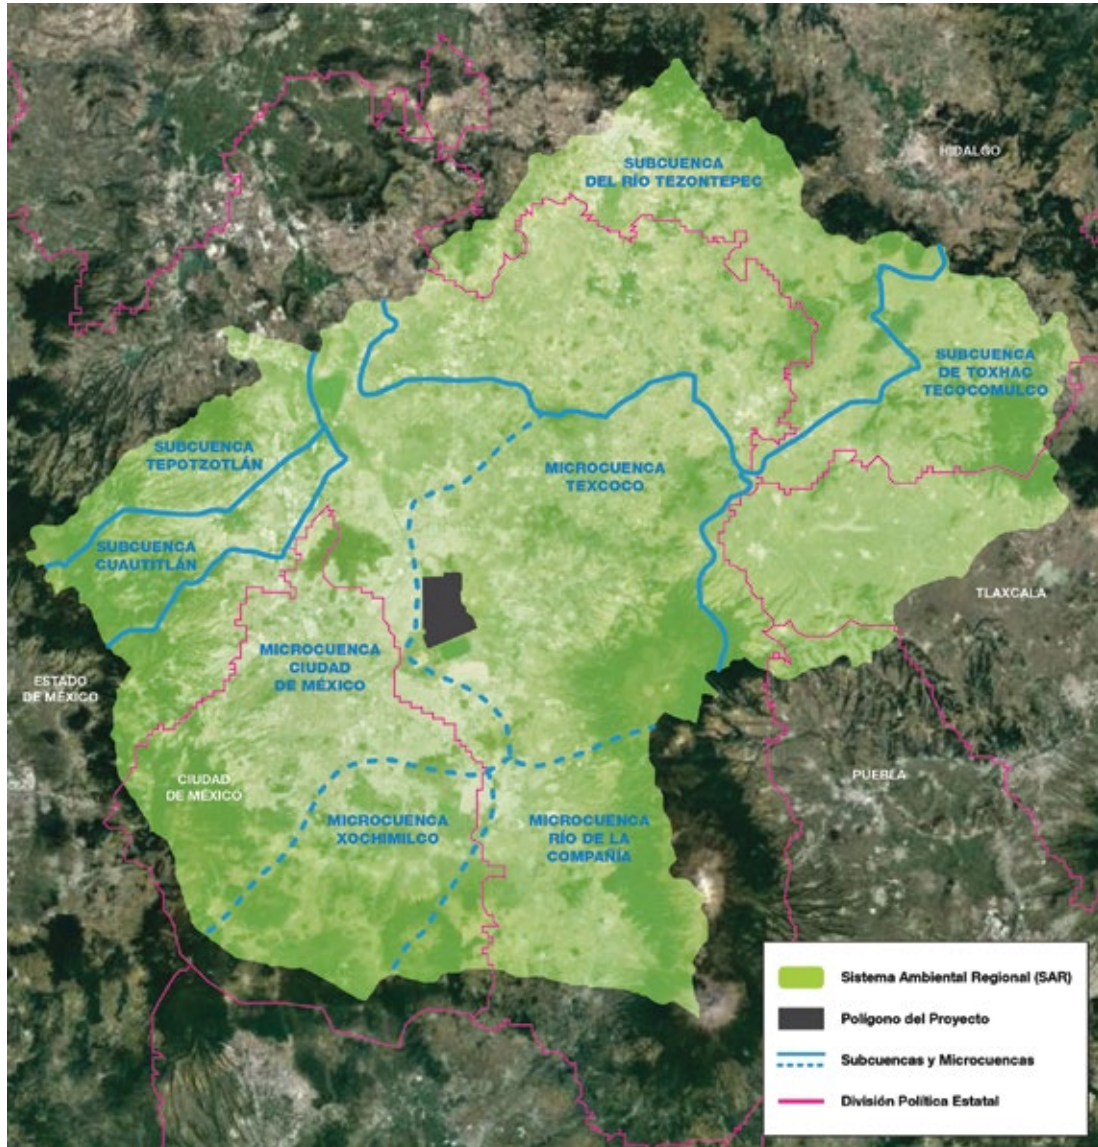 HIDALGO
SUBCUENCA
DEL RÍO TEZONTEPEC
SUBCUENCA
DE TOXHAC
TECOCOMULCO
SUBCUENCA
TEPOTZOTLÁN
MICROCUENCA
TEXCOCO
SUBCUENCA
CUAUTITLÁN
TLAXCALA
MICROCUENCA
CIUDAD
DE MÉXICO
ESTADO
DE MÉXICO
CIUDAD
DE MÉXICO
PUEBLA
MICROCUENCA
XOCHIMILCO
MICROCUENCA
RÍO DE LA
COMPAÑÍA
Sistema Ambiental Regional (SAR)
Polígono del Proyecto
Subcuencas y Microcuencas
División Política Estatal